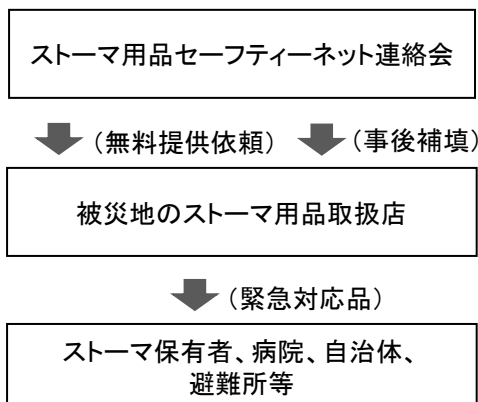 ストーマ用品セーフティーネット連絡会
（無料提供依頼） （事後補填）
被災地のストーマ用品取扱店
（緊急対応品）
ストーマ保有者、病院、自治体、
避難所等